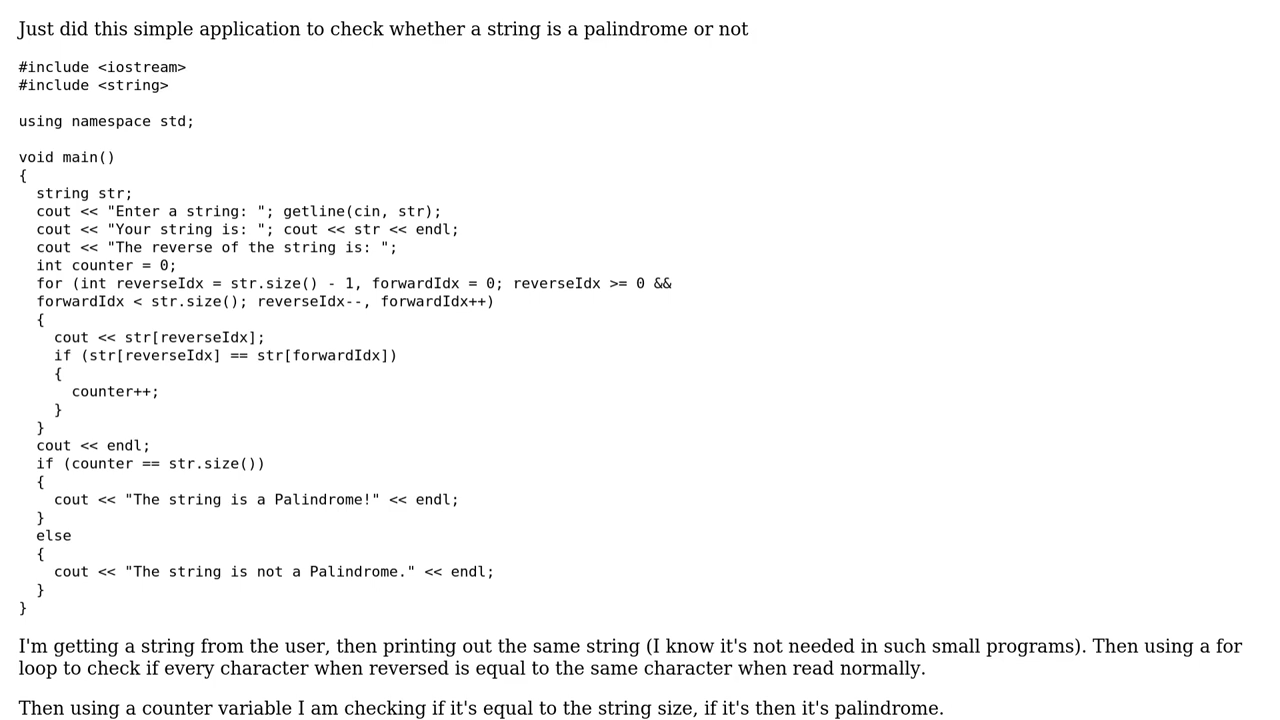 Just did this simple application to check whether a string is a palindrome or not
#include <iostream>
#include <string>
using namespace std;
void main()
{
  string str;
  cout << "Enter a string: "; getline(cin, str);
  cout << "Your string is: "; cout << str << endl;
  cout << "The reverse of the string is: ";
  int counter = 0;
  for (int reverseIdx = str.size() - 1, forwardIdx = 0; reverseIdx >= 0 &&
  forwardIdx < str.size(); reverseIdx--, forwardIdx++)
  {
    cout << str[reverseIdx];
    if (str[reverseIdx] == str[forwardIdx])
    {
      counter++;
    }
  }
  cout << endl;
  if (counter == str.size())
  {
    cout << "The string is a Palindrome!" << endl;
  }
  else
  {
    cout << "The string is not a Palindrome." << endl;
  }
}
I'm getting a string from the user, then printing out the same string (I know it's not needed in such small programs). Then using a for
loop to check if every character when reversed is equal to the same character when read normally.
Then using a counter variable I am checking if it's equal to the string size, if it's then it's palindrome.